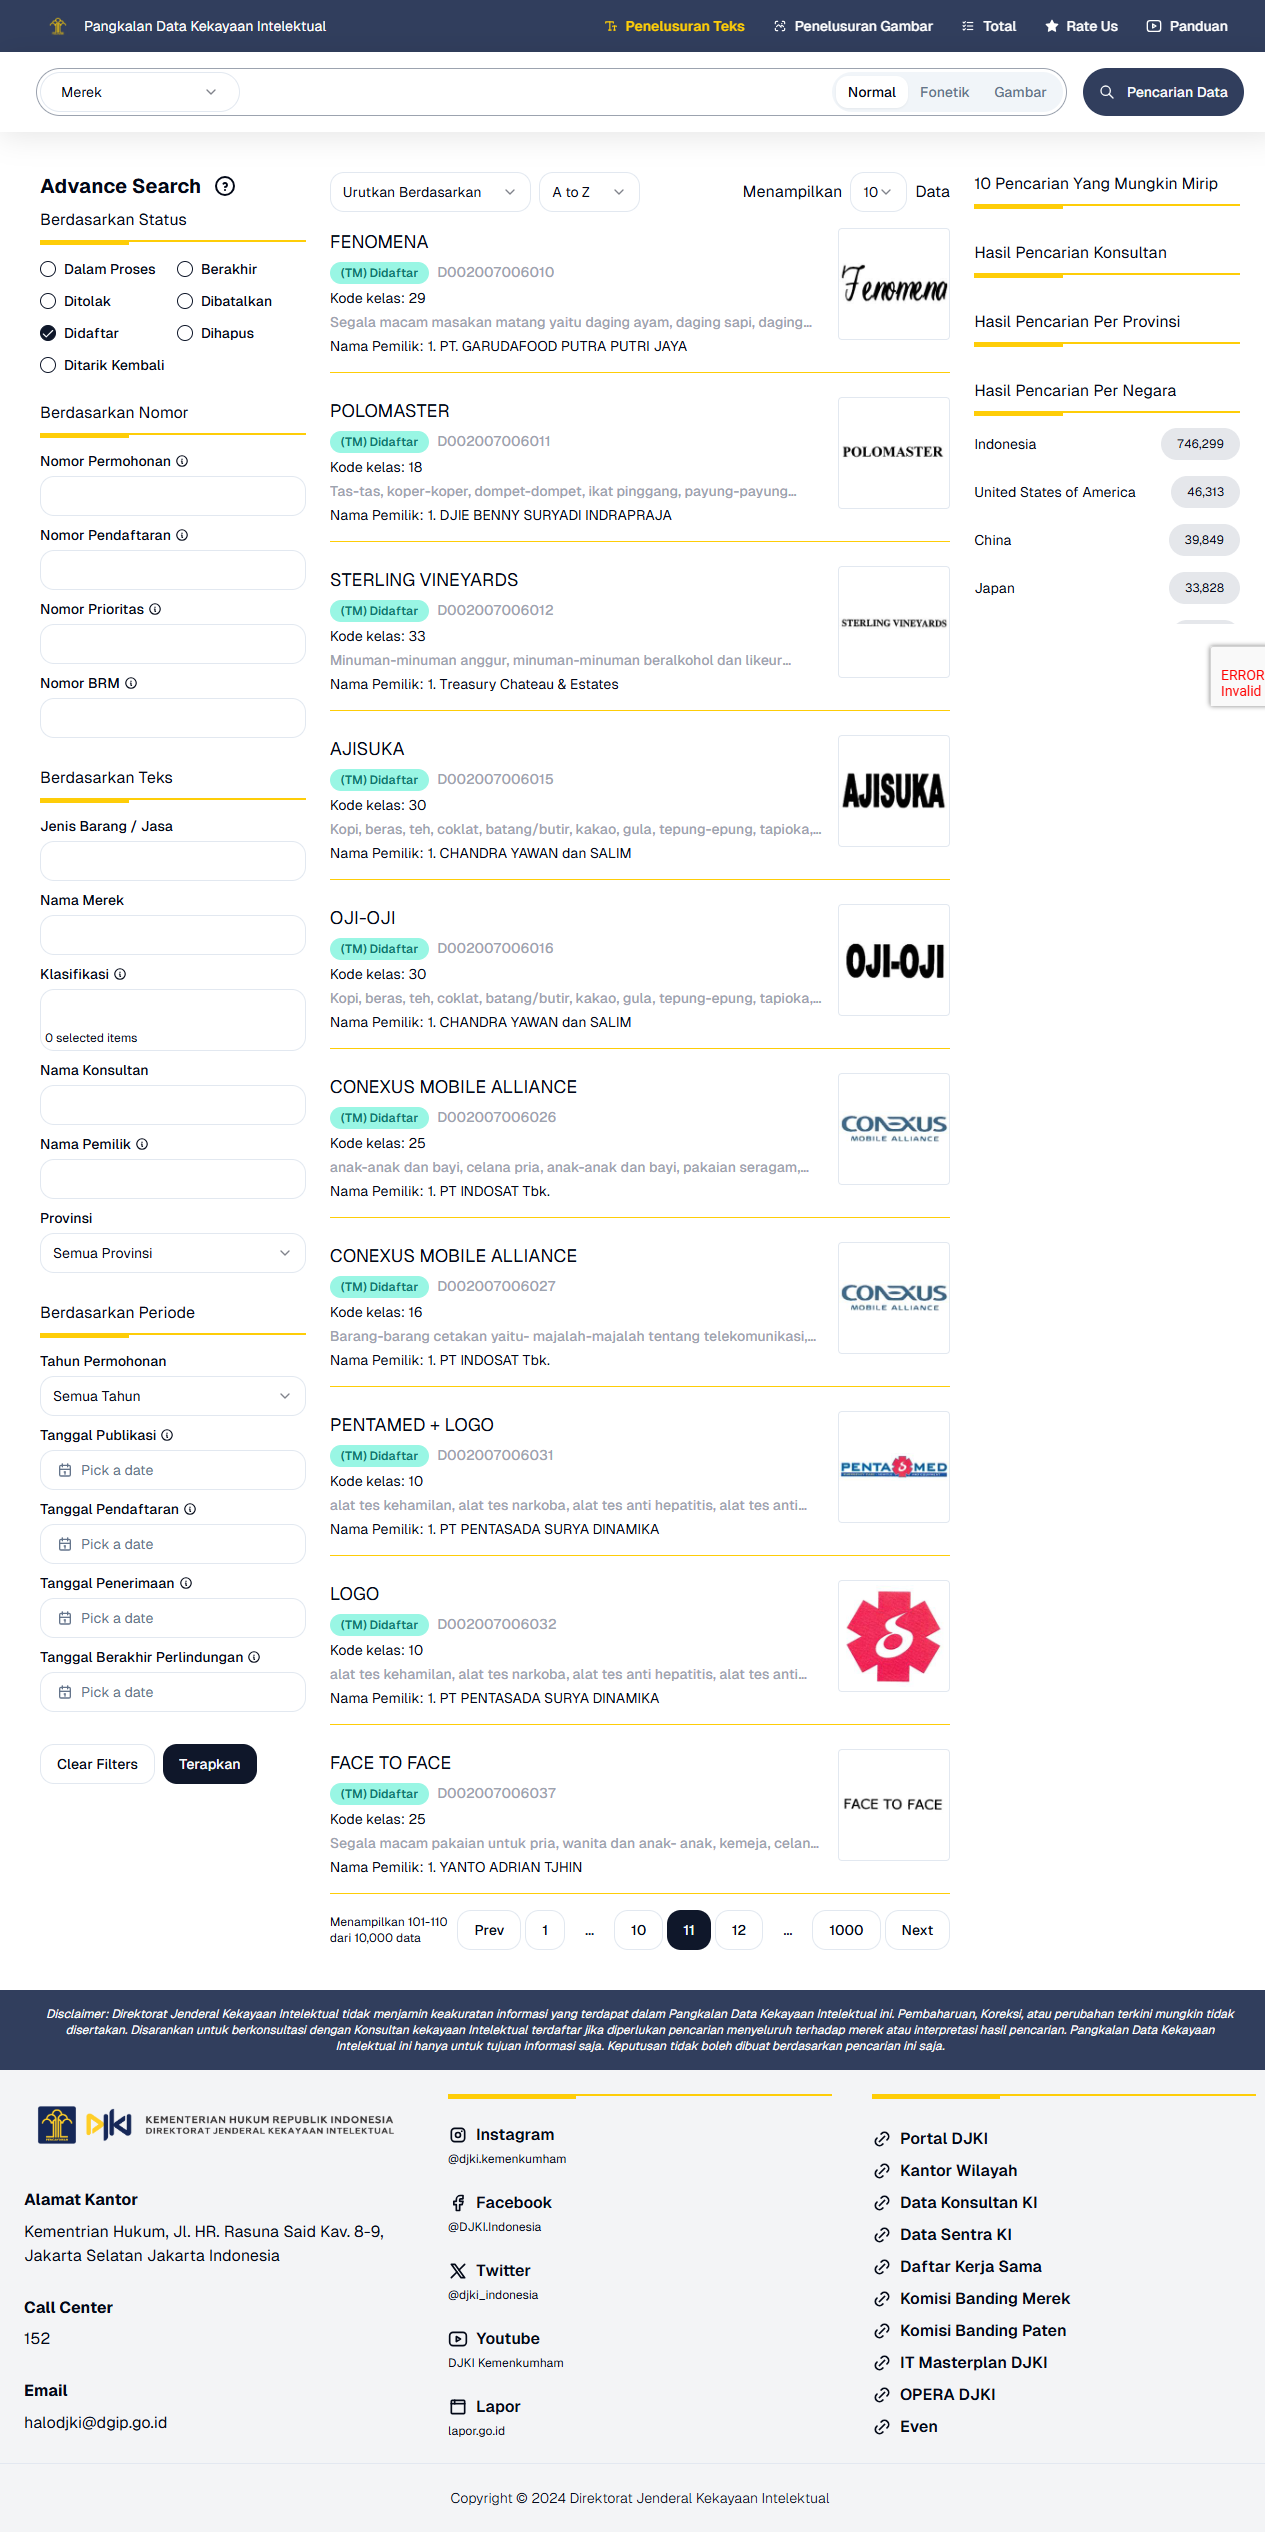 Pangkalan Data Kekayaan Intelektual
Penelusuran Teks
Penelusuran Gambar
Total
Rate Us
Panduan
Merek
Normal
Fonetik
Gambar
Pencarian Data
Advance Search
Berdasarkan Status
Dalam Proses
Berakhir
Ditolak
Dibatalkan
Didaftar
Dihapus
Ditarik Kembali
Berdasarkan Nomor
Nomor Permohonan
Nomor Pendaftaran
Nomor Prioritas
Nomor BRM
Berdasarkan Teks
Jenis Barang / Jasa
Nama Merek
Klasifikasi
0 selected items
Nama Konsultan
Nama Pemilik
Provinsi
Semua Provinsi
Berdasarkan Periode
Tahun Permohonan
Semua Tahun
Tanggal Publikasi
Pick a date
Tanggal Pendaftaran
Pick a date
Tanggal Penerimaan
Pick a date
Tanggal Berakhir Perlindungan
Pick a date
Clear Filters
Terapkan
Urutkan Berdasarkan
A to Z
Menampilkan
10
Data
FENOMENA
(TM) Didaftar D002007006010
Kode kelas: 29
Segala macam masakan matang yaitu daging ayam, daging sapi, daging...
Nama Pemilik: 1. PT. GARUDAFOOD PUTRA PUTRI JAYA
Fenomena
POLOMASTER
(TM) Didaftar D002007006011
Kode kelas: 18
Tas-tas, koper-koper, dompet-dompet, ikat pinggang, payung-payung...
Nama Pemilik: 1. DJIE BENNY SURYADI INDRAPRAJA
POLOMASTER
STERLING VINEYARDS
(TM) Didaftar D002007006012
Kode kelas: 33
Minuman-minuman anggur, minuman-minuman beralkohol dan likeur...
Nama Pemilik: 1. Treasury Chateau & Estates
STERLING VINEYARDS
AJISUKA
(TM) Didaftar D002007006015
Kode kelas: 30
Kopi, beras, teh, coklat, batang/butir, kakao, gula, tepung-epung, tapioka,...
Nama Pemilik: 1. CHANDRA YAWAN dan SALIM
AJISUKA
OJI-OJI
(TM) Didaftar D002007006016
Kode kelas: 30
Kopi, beras, teh, coklat, batang/butir, kakao, gula, tepung-epung, tapioka,...
Nama Pemilik: 1. CHANDRA YAWAN dan SALIM
OJI-OJI
CONEXUS MOBILE ALLIANCE
(TM) Didaftar D002007006026
Kode kelas: 25
anak-anak dan bayi, celana pria, anak-anak dan bayi, pakaian seragam,...
Nama Pemilik: 1. PT INDOSAT Tbk.
CONEXUS
MOBILE ALLIANCE
CONEXUS MOBILE ALLIANCE
(TM) Didaftar D002007006027
Kode kelas: 16
Barang-barang cetakan yaitu- majalah-majalah tentang telekomunikasi,...
Nama Pemilik: 1. PT INDOSAT Tbk.
CONEXUS
MOBILE ALLIANCE
PENTAMED + LOGO
(TM) Didaftar D002007006031
Kode kelas: 10
alat tes kehamilan, alat tes narkoba, alat tes anti hepatitis, alat tes anti...
Nama Pemilik: 1. PT PENTASADA SURYA DINAMIKA
PENTA MED
LOGO
(TM) Didaftar D002007006032
Kode kelas: 10
alat tes kehamilan, alat tes narkoba, alat tes anti hepatitis, alat tes anti...
Nama Pemilik: 1. PT PENTASADA SURYA DINAMIKA
FACE TO FACE
(TM) Didaftar D002007006037
Kode kelas: 25
Segala macam pakaian untuk pria, wanita dan anak- anak, kemeja, celan...
Nama Pemilik: 1. YANTO ADRIAN TJHIN
FACE TO FACE
Menampilkan 101-110
dari 10,000 data
Prev 1 ... 10 11 12 ... 1000 Next
10 Pencarian Yang Mungkin Mirip
Hasil Pencarian Konsultan
Hasil Pencarian Per Provinsi
Hasil Pencarian Per Negara
Indonesia 746,299
United States of America 46,313
China 39,849
Japan 33,828
ERROR
Invalid
Disclaimer: Direktorat Jenderal Kekayaan Intelektual tidak menjamin keakuratan informasi yang terdapat dalam Pangkalan Data Kekayaan Intelektual ini. Pembaharuan, Koreksi, atau perubahan terkini mungkin tidak
disertakan. Disarankan untuk berkonsultasi dengan Konsultan kekayaan Intelektual terdaftar jika diperlukan pencarian menyeluruh terhadap merek atau interpretasi hasil pencarian. Pangkalan Data Kekayaan
Intelektual ini hanya untuk tujuan informasi saja. Keputusan tidak boleh dibuat berdasarkan pencarian ini saja.
DJKI
KEMENTERIAN HUKUM REPUBLIK INDONESIA
DIREKTORAT JENDERAL KEKAYAAN INTELEKTUAL
Alamat Kantor
Kementrian Hukum, Jl. HR. Rasuna Said Kav. 8-9,
Jakarta Selatan Jakarta Indonesia
Call Center
152
Email
halodjki@dgip.go.id
Instagram
@djki.kemenkumham
Facebook
@DJKI.Indonesia
Twitter
@djki_indonesia
Youtube
DJKI Kemenkumham
Lapor
lapor.go.id
Portal DJKI
Kantor Wilayah
Data Konsultan KI
Data Sentra KI
Daftar Kerja Sama
Komisi Banding Merek
Komisi Banding Paten
IT Masterplan DJKI
OPERA DJKI
Even
Copyright © 2024 Direktorat Jenderal Kekayaan Intelektual